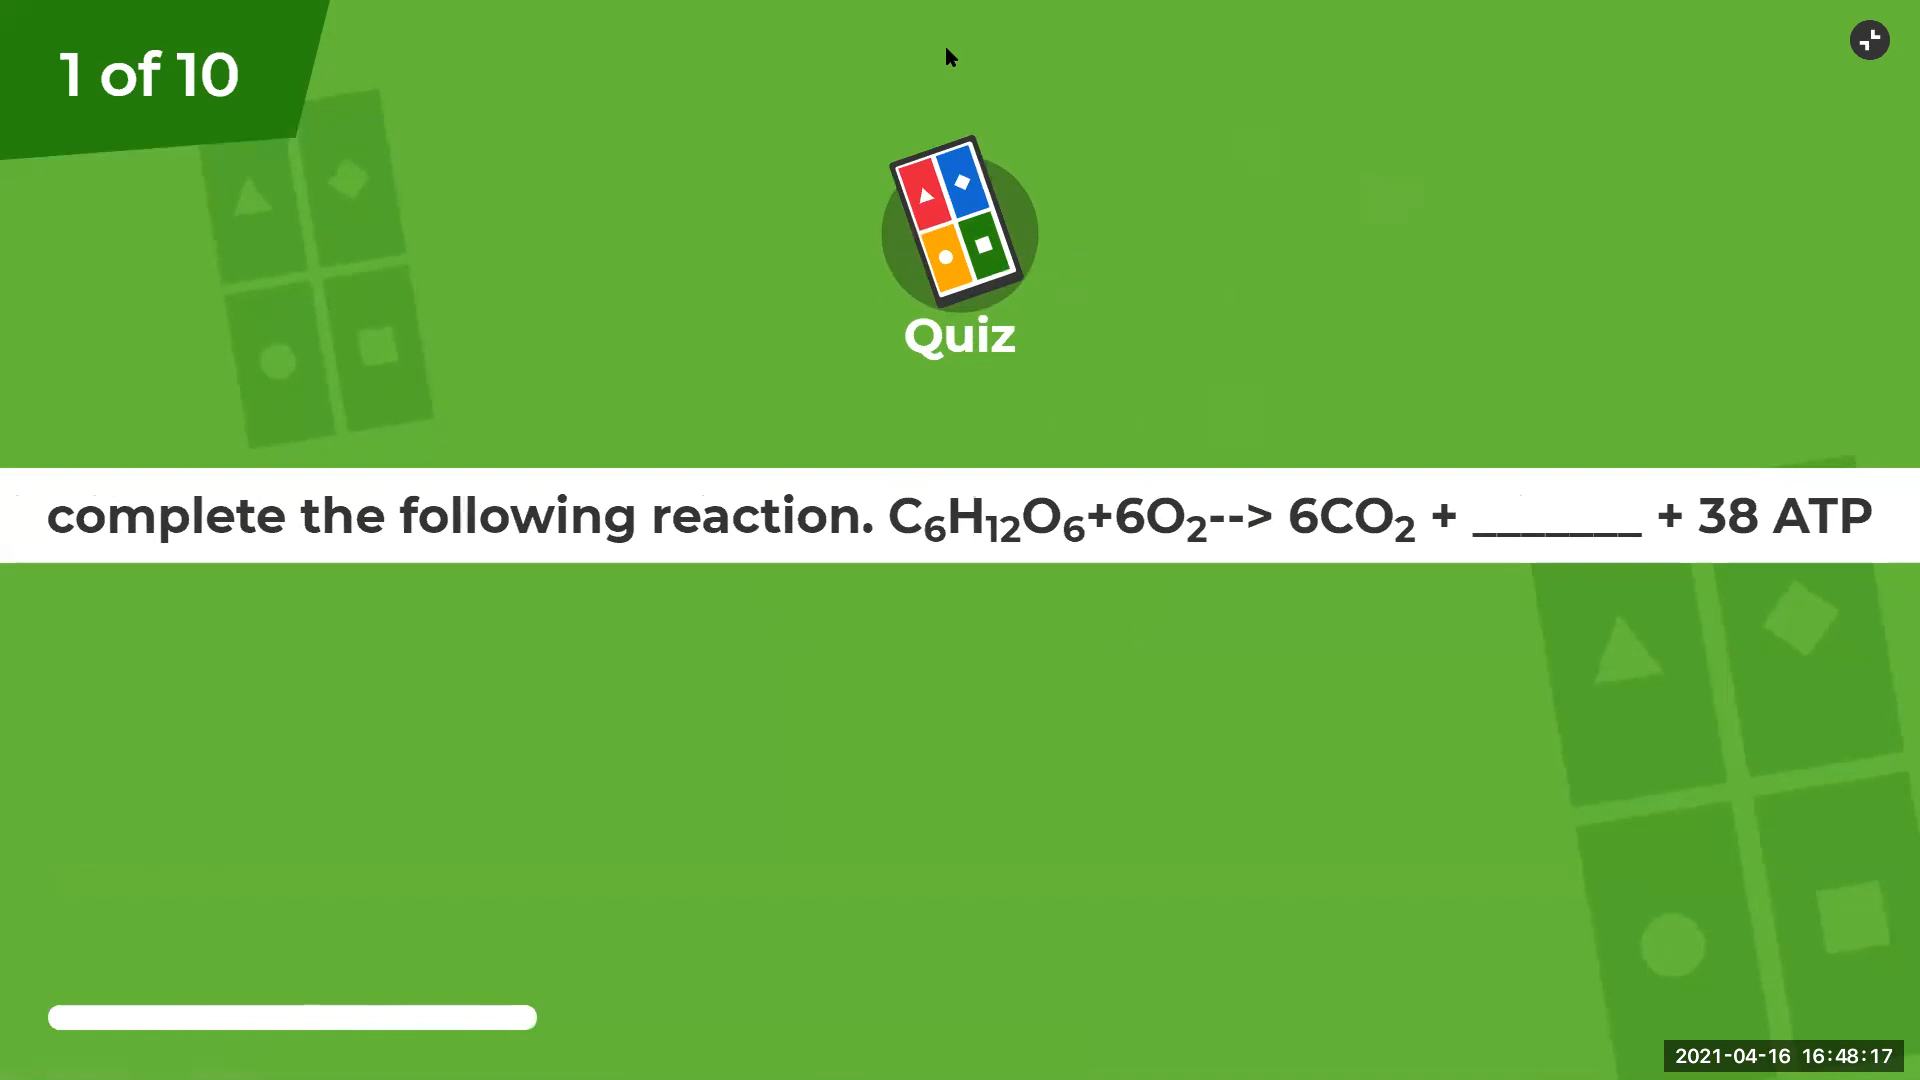 1 of 10
Quiz
complete the following reaction. C₆H₁₂O₆+6O₂--> 6CO₂ + _______ + 38 ATP
2021-04-16 16:48:17